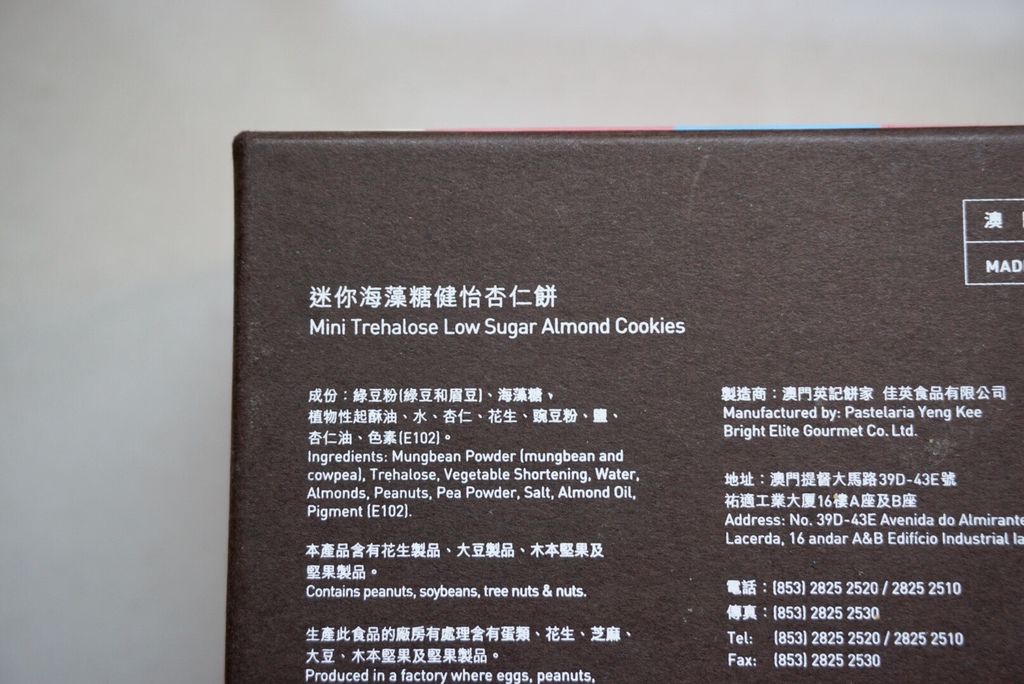 迷你海藻糖健怡杏仁餅
Mini Trehalose Low Sugar Almond Cookies
成份：綠豆粉(綠豆和眉豆)、海藻糖，
植物性起酥油、水、杏仁、花生、豌豆粉、鹽、
杏仁油、色素(E102)。
Ingredients: Mungbean Powder (mungbean and
cowpea), Trehalose, Vegetable Shortening, Water,
Almonds, Peanuts, Pea Powder, Salt, Almond Oil,
Pigment (E102).
本產品含有花生製品、大豆製品、木本堅果及
堅果製品。
Contains peanuts, soybeans, tree nuts & nuts.
生產此食品的廠房有處理含有蛋類、花生、芝麻、
大豆、木本堅果及堅果製品。
Produced in a factory where eggs, peanuts,
澳
MAD
製造商：澳門英記餅家 佳英食品有限公司
Manufactured by: Pastelaria Yeng Kee
Bright Elite Gourmet Co. Ltd.
地址：澳門提督大馬路39D-43E號
祐適工業大厦16樓A座及B座
Address: No. 39D-43E Avenida do Almirante
Lacerda, 16 andar A&B Edifício Industrial
電話：(853) 2825 2520 / 2825 2510
傳真：(853) 2825 2530
Tel: (853) 2825 2520 / 2825 2510
Fax: (853) 2825 2530